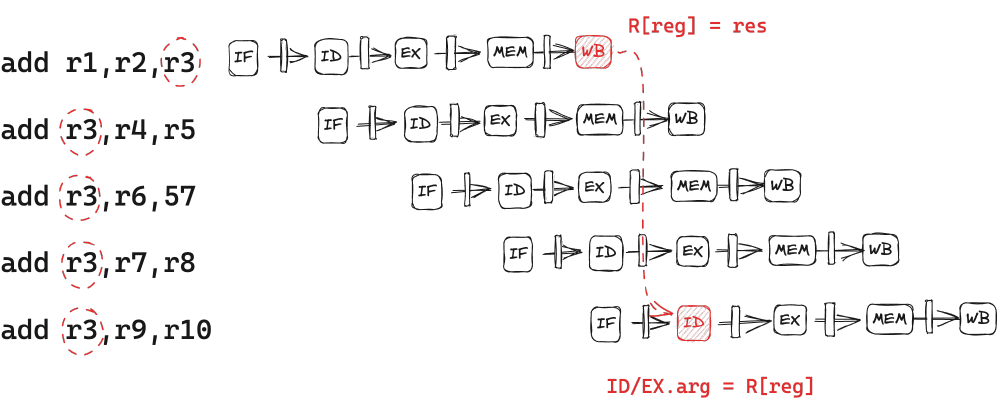 R[reg] = res
add r1,r2,r3 IF ID EX MEM WB
add r3,r4,r5 IF ID EX MEM WB
add r3,r6,57 IF ID EX MEM WB
add r3,r7,r8 IF ID EX MEM WB
add r3,r9,r10 IF ID EX MEM WB
ID/EX.arg = R[reg]